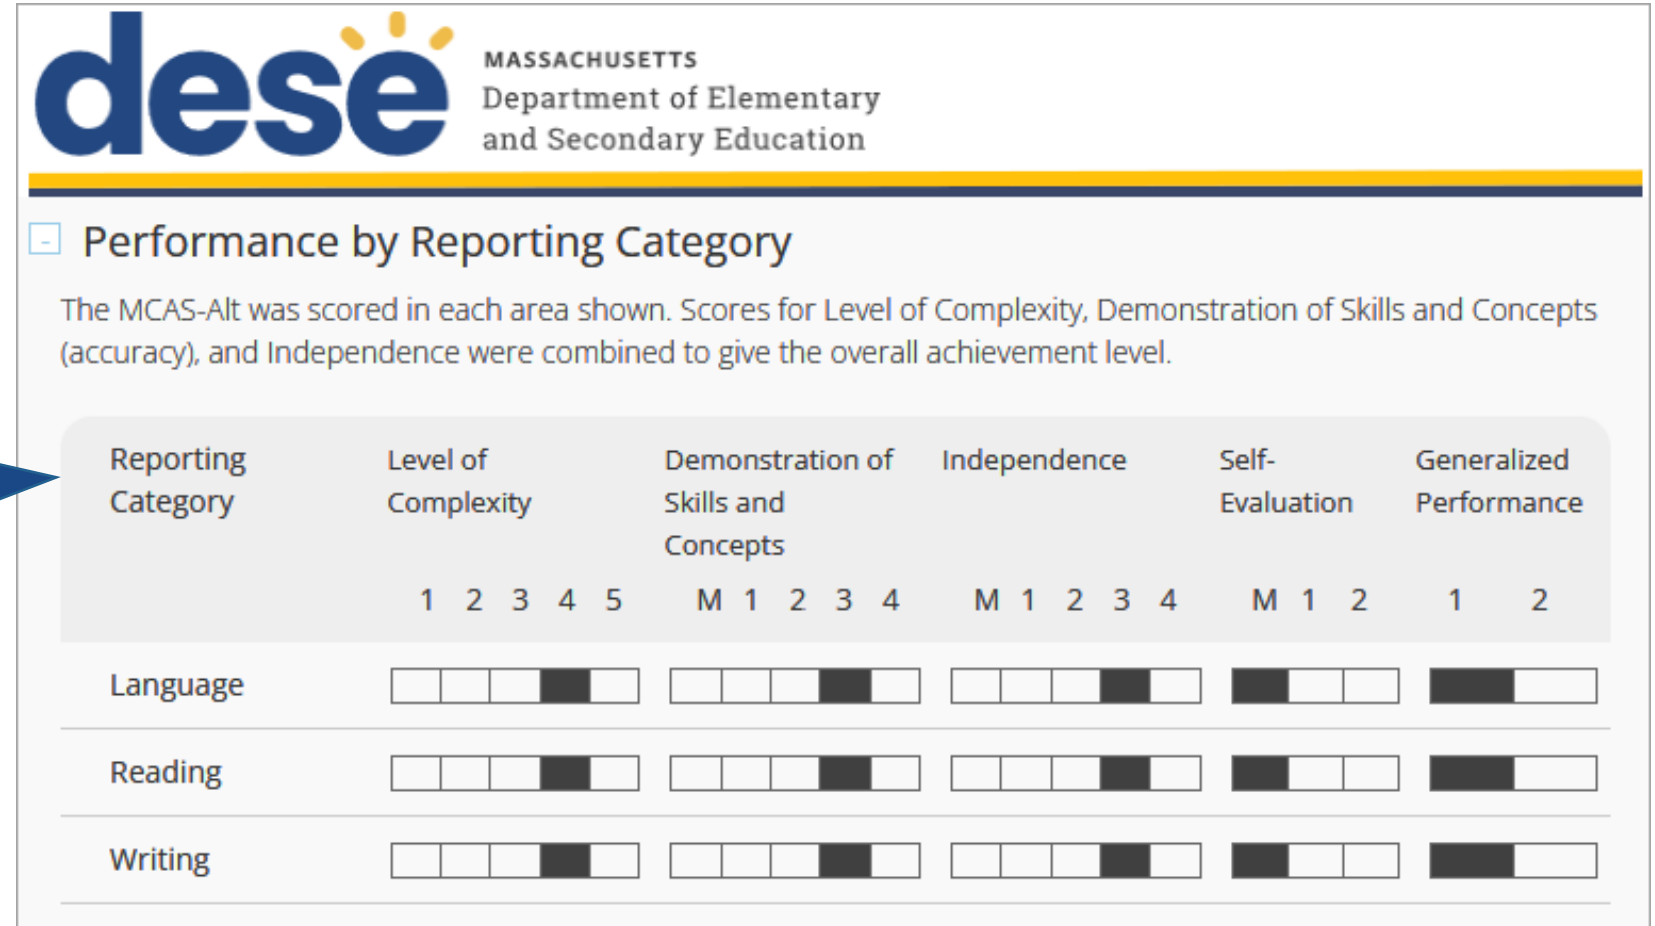 dese
MASSACHUSETTS
Department of Elementary
and Secondary Education
- Performance by Reporting Category
The MCAS-Alt was scored in each area shown. Scores for Level of Complexity, Demonstration of Skills and Concepts
(accuracy), and Independence were combined to give the overall achievement level.
Reporting Category
Level of Complexity
Demonstration of Skills and Concepts
Independence
Self-Evaluation
Generalized Performance
1 2 3 4 5 M 1 2 3 4 M 1 2 3 4 M 1 2 1 2
Language
Reading
Writing